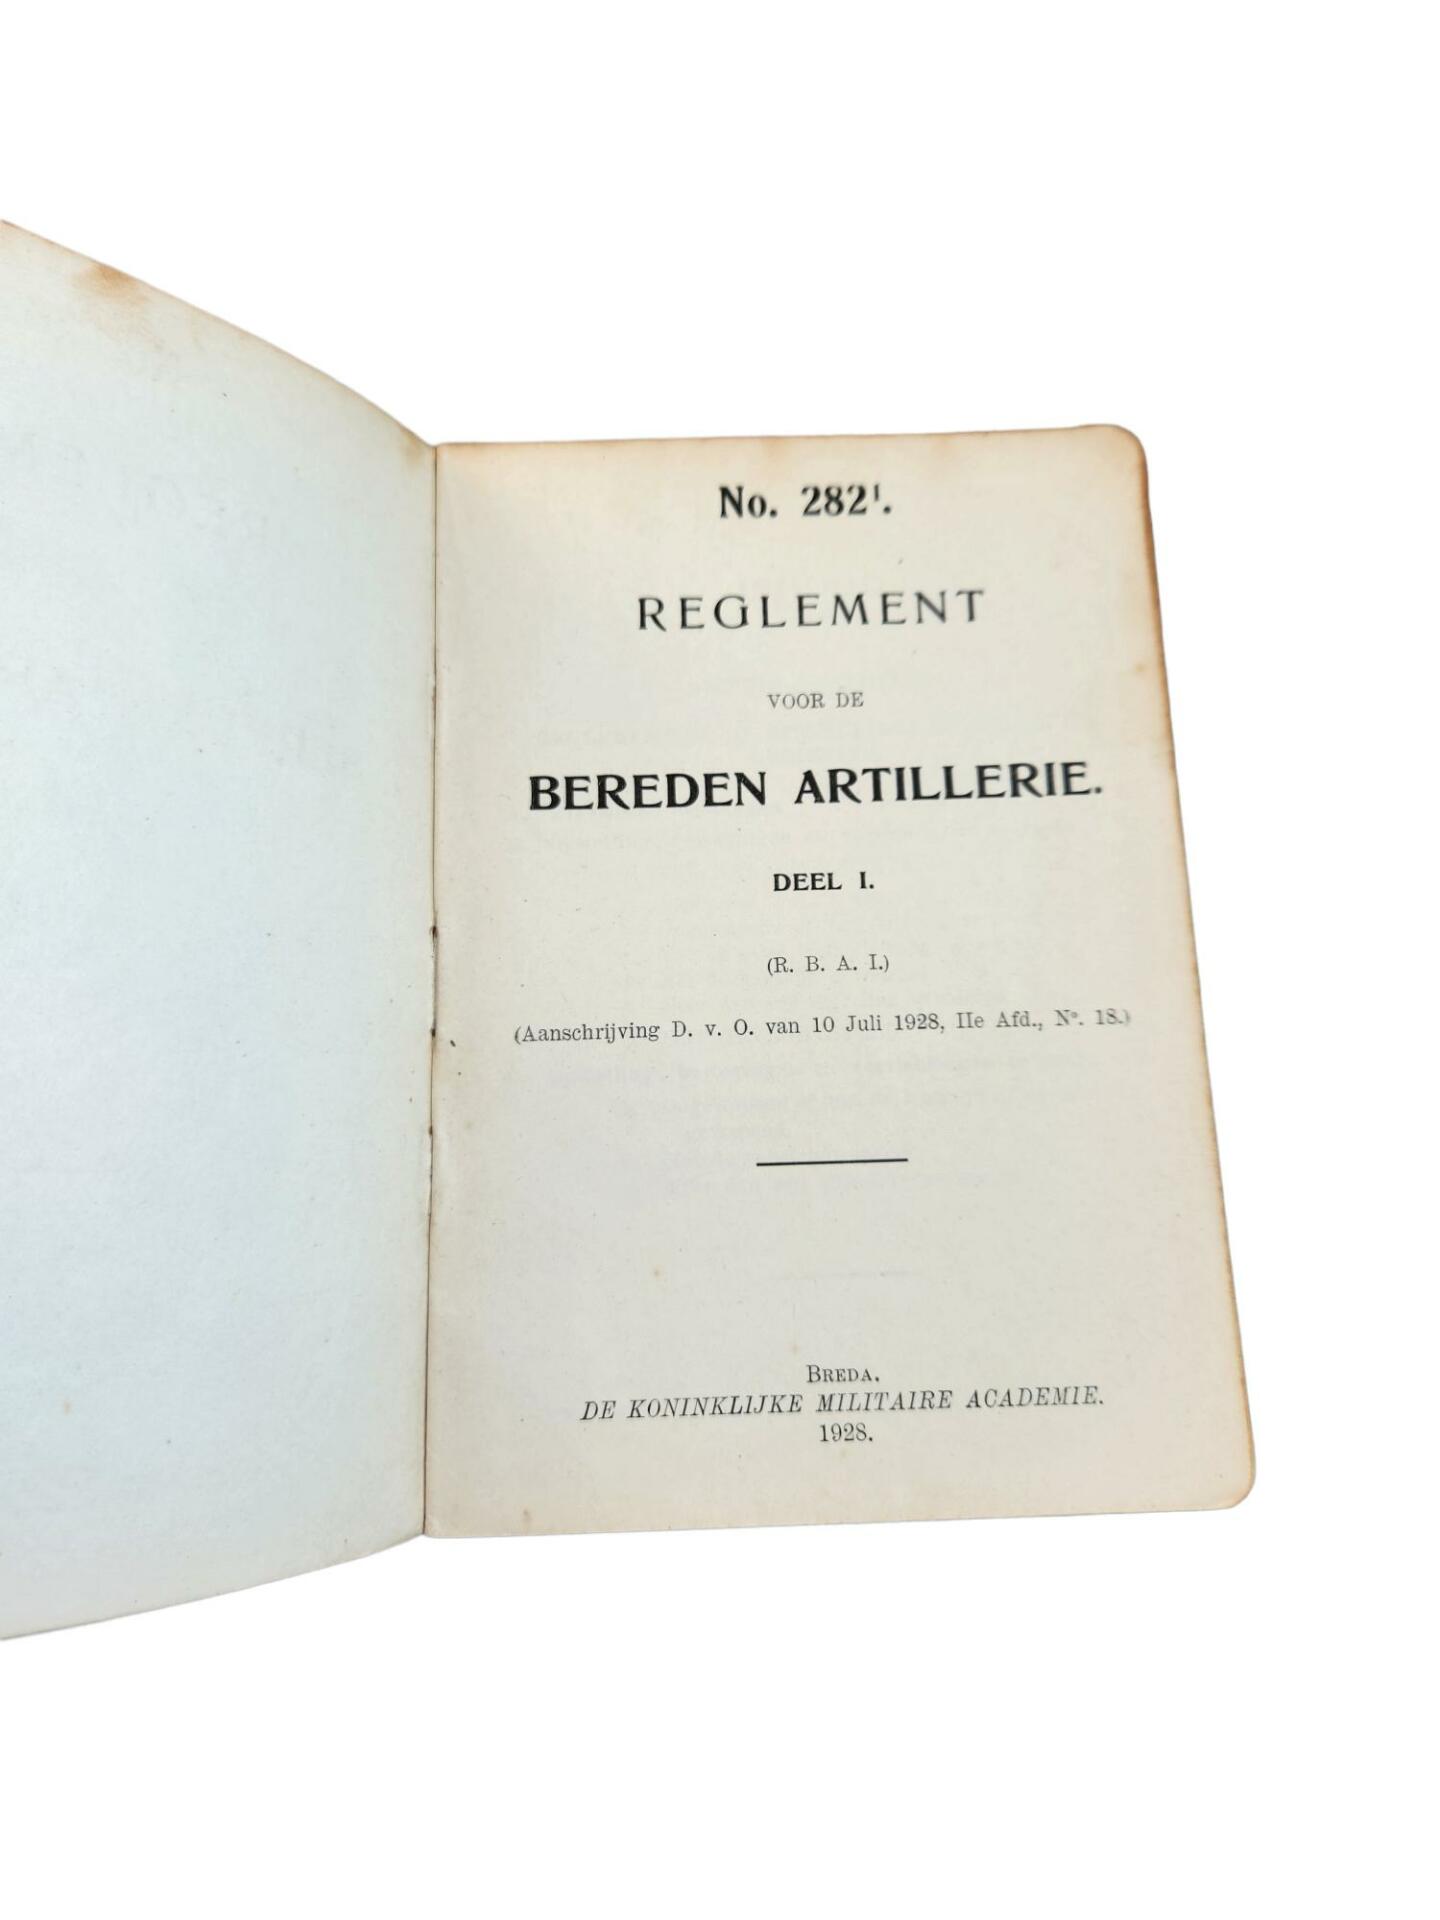 No. 282¹.
REGLEMENT
VOOR DE
BEREDEN ARTILLERIE.
DEEL I.
(R. B. A. I.)
(Aanschrijving D. v. O. van 10 Juli 1928, IIe Afd., N°. 18.)
BREDA.
DE KONINKLIJKE MILITAIRE ACADEMIE.
1928.